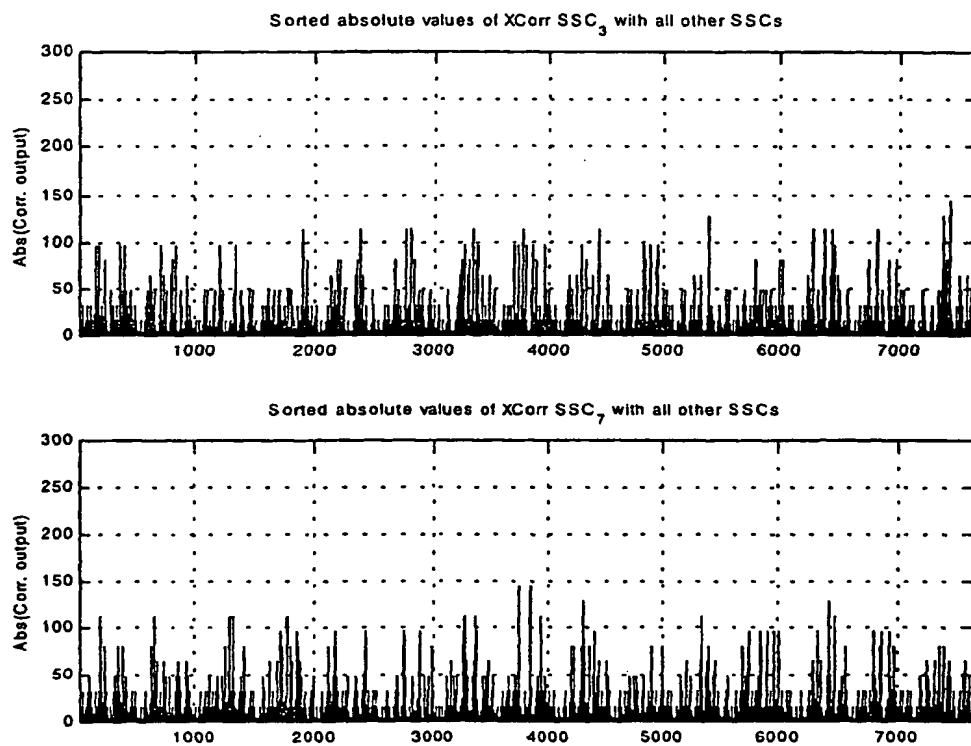 Sorted absolute values of XCorr SSC3 with all other SSCs
Abs(Corr. output)
300
250
200
150
100
50
0
1000 2000 3000 4000 5000 6000 7000
Sorted absolute values of XCorr SSC7 with all other SSCs
Abs(Corr. output)
300
250
200
150
100
50
0
1000 2000 3000 4000 5000 6000 7000